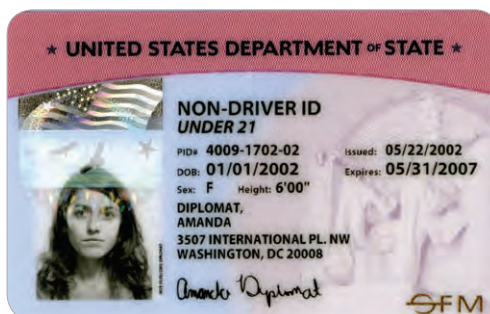 ★ UNITED STATES DEPARTMENT OF STATE ★
NON-DRIVER ID
UNDER 21
PID# 4009-1702-02 Issued: 05/22/2002
DOB: 01/01/2002 Expires: 05/31/2007
Sex: F Height: 6'00"
DIPLOMAT,
AMANDA
3507 INTERNATIONAL PL. NW
WASHINGTON, DC 20008
Amanda Diplomat
OFM